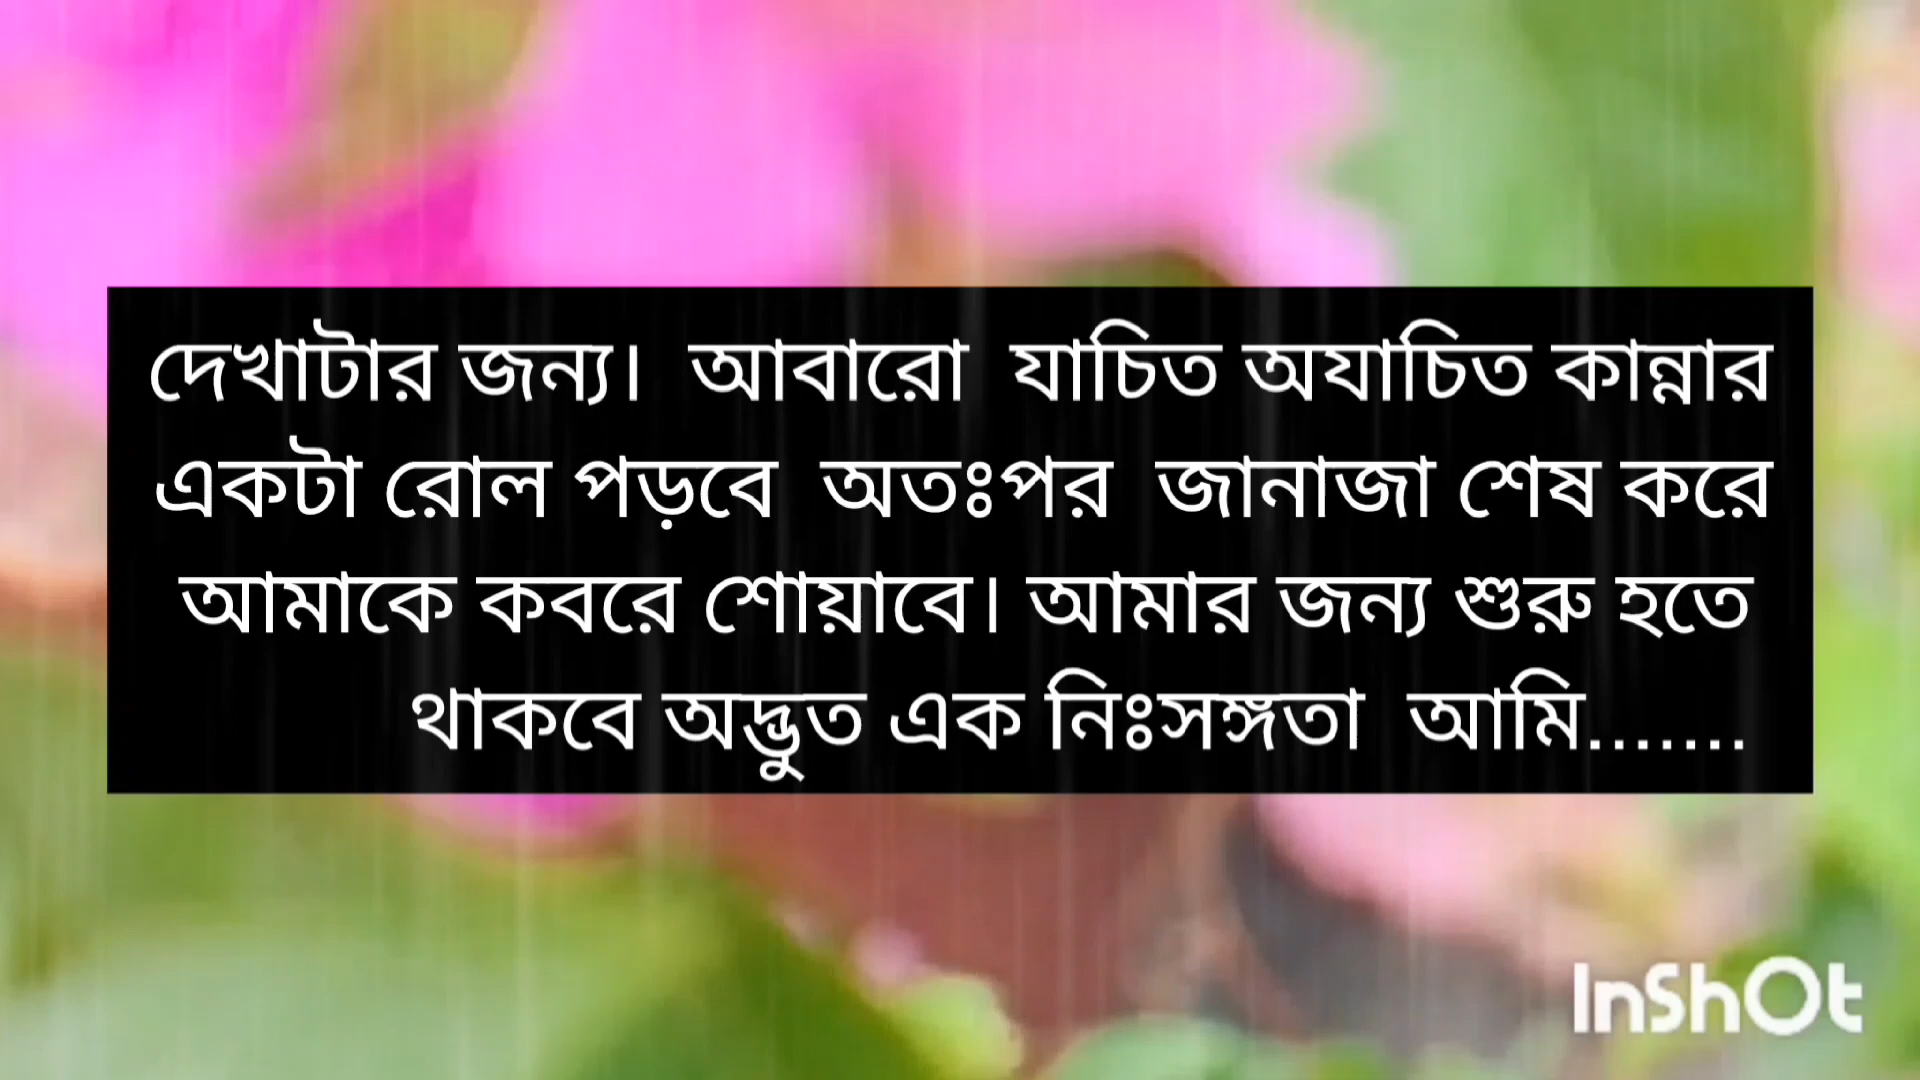 দেখাটার জন্য।  আবারো  যাচিত অযাচিত কান্নার
একটা রোল পড়বে  অতঃপর  জানাজা শেষ করে
আমাকে কবরে শোয়াবে। আমার জন্য শুরু হতে
থাকবে অদ্ভুত এক নিঃসঙ্গতা  আমি.......
InShOt